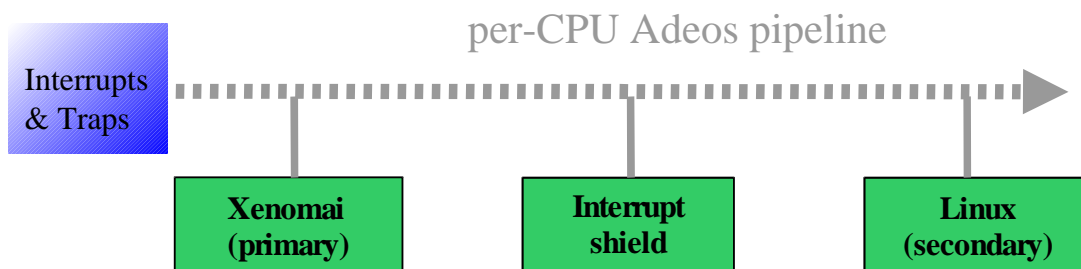 per-CPU Adeos pipeline
Interrupts
& Traps
Xenomai
(primary)
Interrupt
shield
Linux
(secondary)